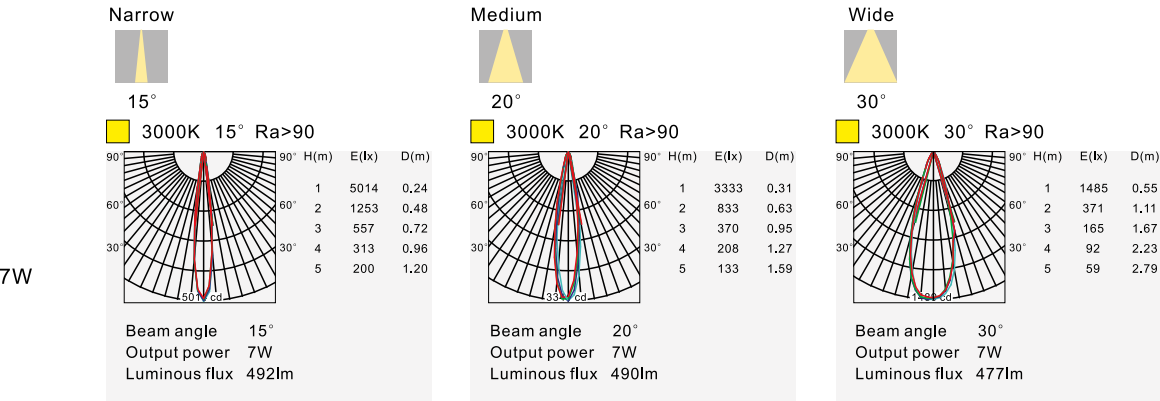 Narrow
15°
3000K 15° Ra>90
90° 90° H(m) E(lx) D(m)
1 5014 0.24
60° 60° 2 1253 0.48
3 557 0.72
30° 30° 4 313 0.96
5 200 1.20
cd
Beam angle 15°
Output power 7W
Luminous flux 492lm
Medium
20°
3000K 20° Ra>90
90° 90° H(m) E(lx) D(m)
1 3333 0.31
60° 60° 2 833 0.63
3 370 0.95
30° 30° 4 208 1.27
5 133 1.59
cd
Beam angle 20°
Output power 7W
Luminous flux 490lm
Wide
30°
3000K 30° Ra>90
90° 90° H(m) E(lx) D(m)
1 1485 0.55
60° 60° 2 371 1.11
3 165 1.67
30° 30° 4 92 2.23
5 59 2.79
cd
Beam angle 30°
Output power 7W
Luminous flux 477lm
7W